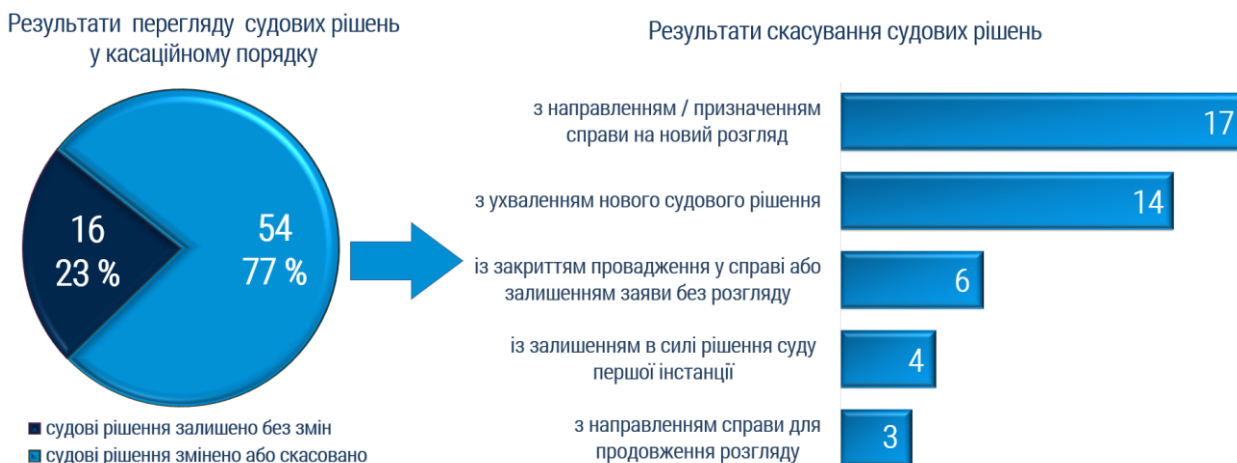 Результати перегляду судових рішень
у касаційному порядку
16
23 %
54
77 %
судові рішення залишено без змін
судові рішення змінено або скасовано
Результати скасування судових рішень
з направленням / призначенням
справи на новий розгляд
17
з ухваленням нового судового рішення
14
із закриттям провадження у справі або
залишенням заяви без розгляду
6
із залишенням в силі рішення суду
першої інстанції
4
з направленням справи для
продовження розгляду
3